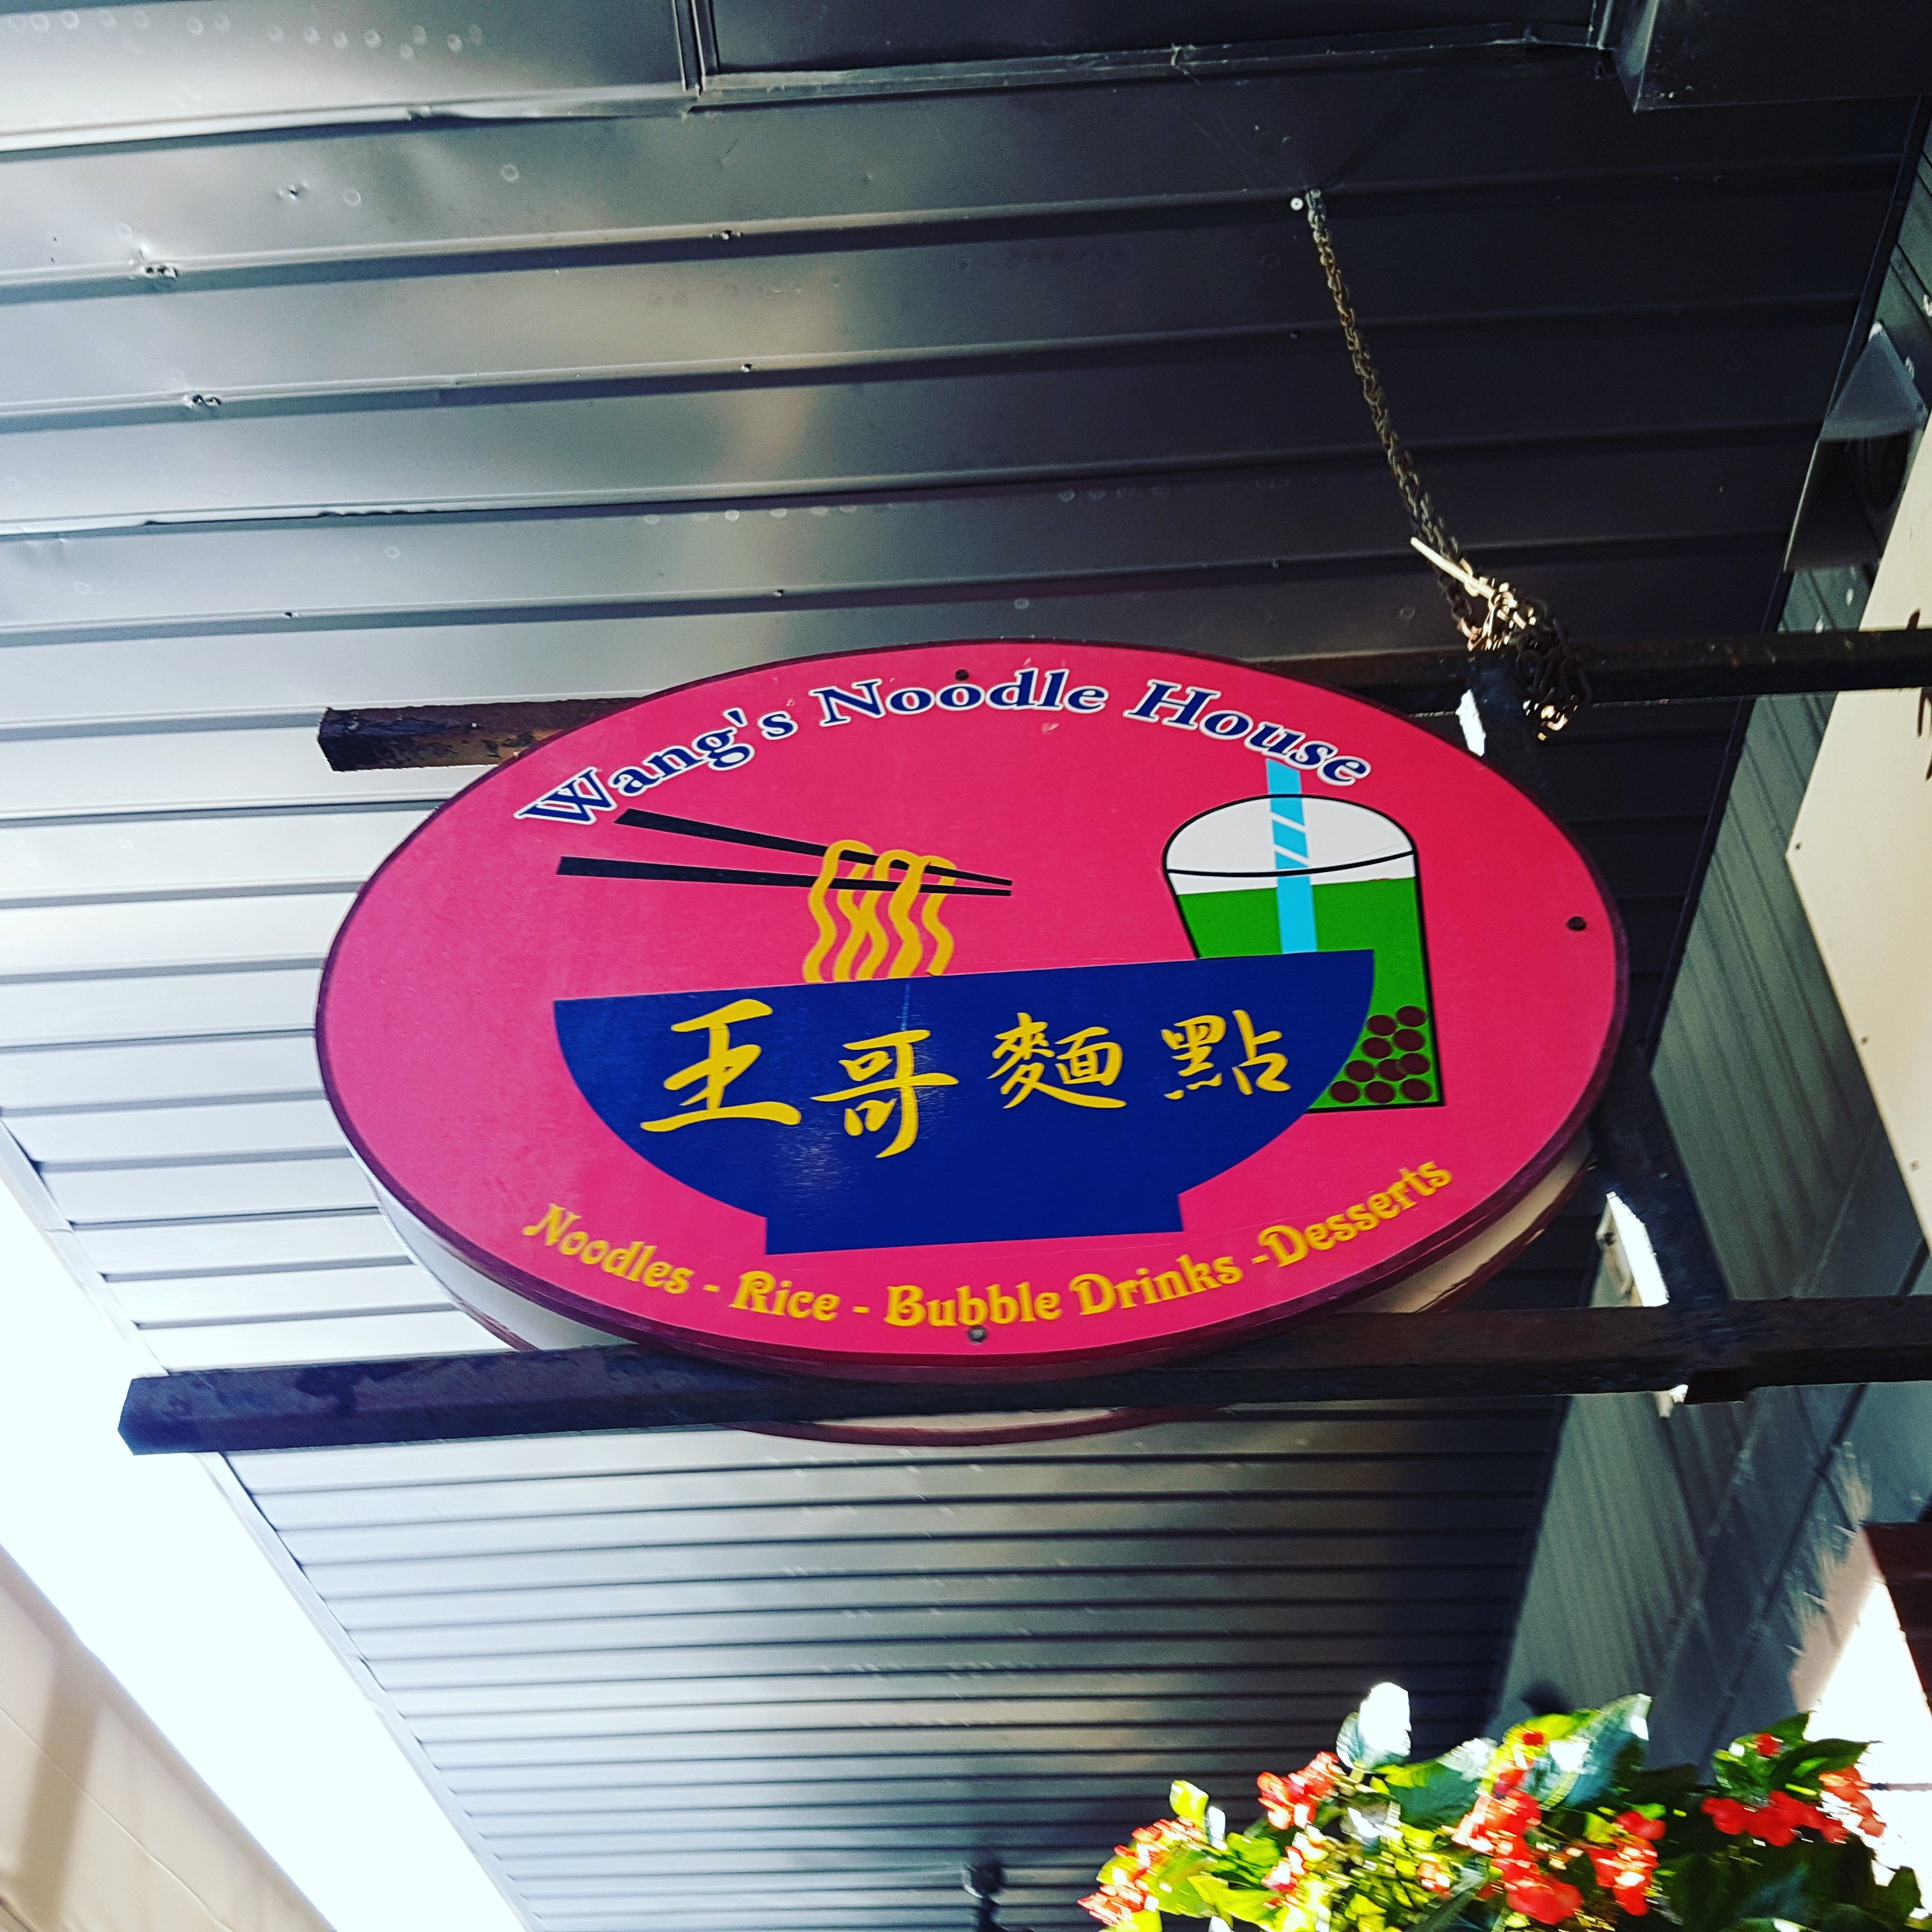 Wang's Noodle House
王哥麵點
Noodles - Rice - Bubble Drinks -Desserts